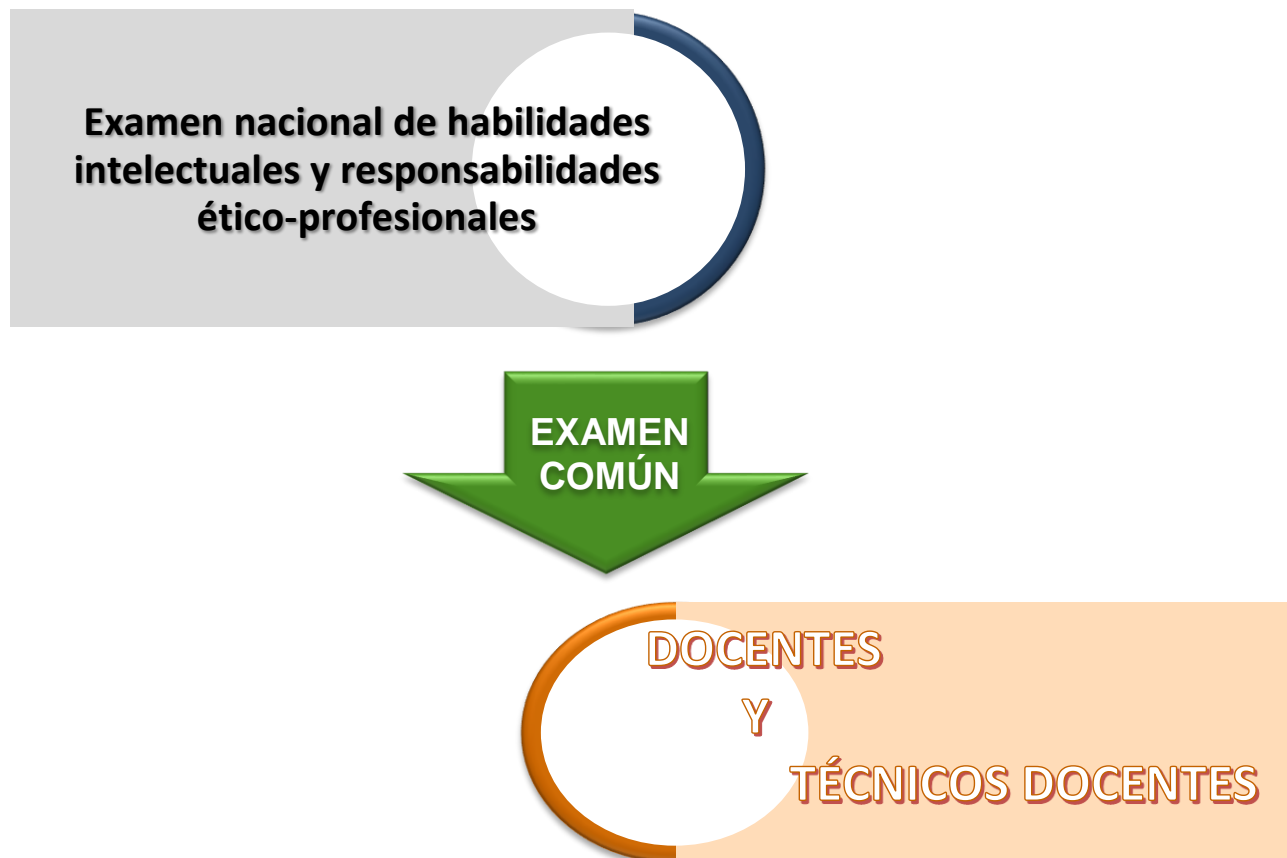 Examen nacional de habilidades
intelectuales y responsabilidades
ético-profesionales
EXAMEN
COMÚN
DOCENTES
Y
TÉCNICOS DOCENTES